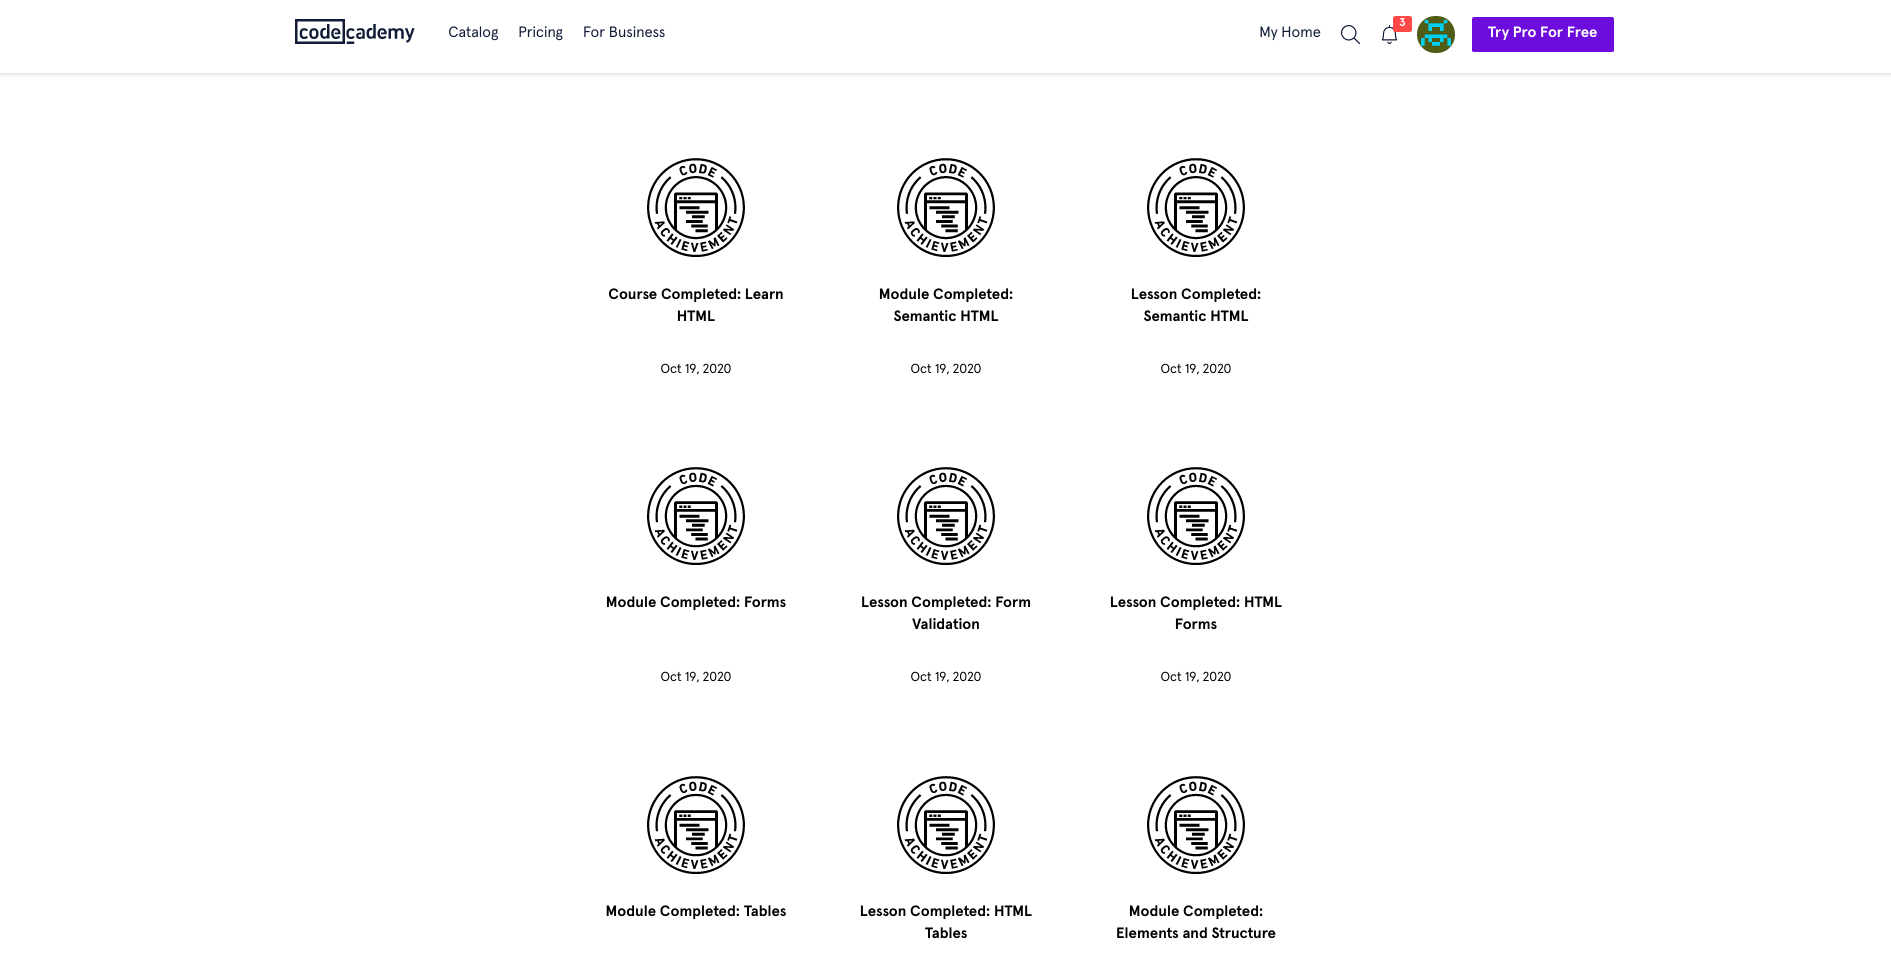 codecademy Catalog Pricing For Business My Home 3 Try Pro For Free
CODE ACHIEVEMENT CODE ACHIEVEMENT CODE ACHIEVEMENT
Course Completed: Learn Module Completed: Lesson Completed:
HTML Semantic HTML Semantic HTML
Oct 19, 2020 Oct 19, 2020 Oct 19, 2020
CODE ACHIEVEMENT CODE ACHIEVEMENT CODE ACHIEVEMENT
Module Completed: Forms Lesson Completed: Form Lesson Completed: HTML
Validation Forms
Oct 19, 2020 Oct 19, 2020 Oct 19, 2020
CODE ACHIEVEMENT CODE ACHIEVEMENT CODE ACHIEVEMENT
Module Completed: Tables Lesson Completed: HTML Module Completed:
Tables Elements and Structure